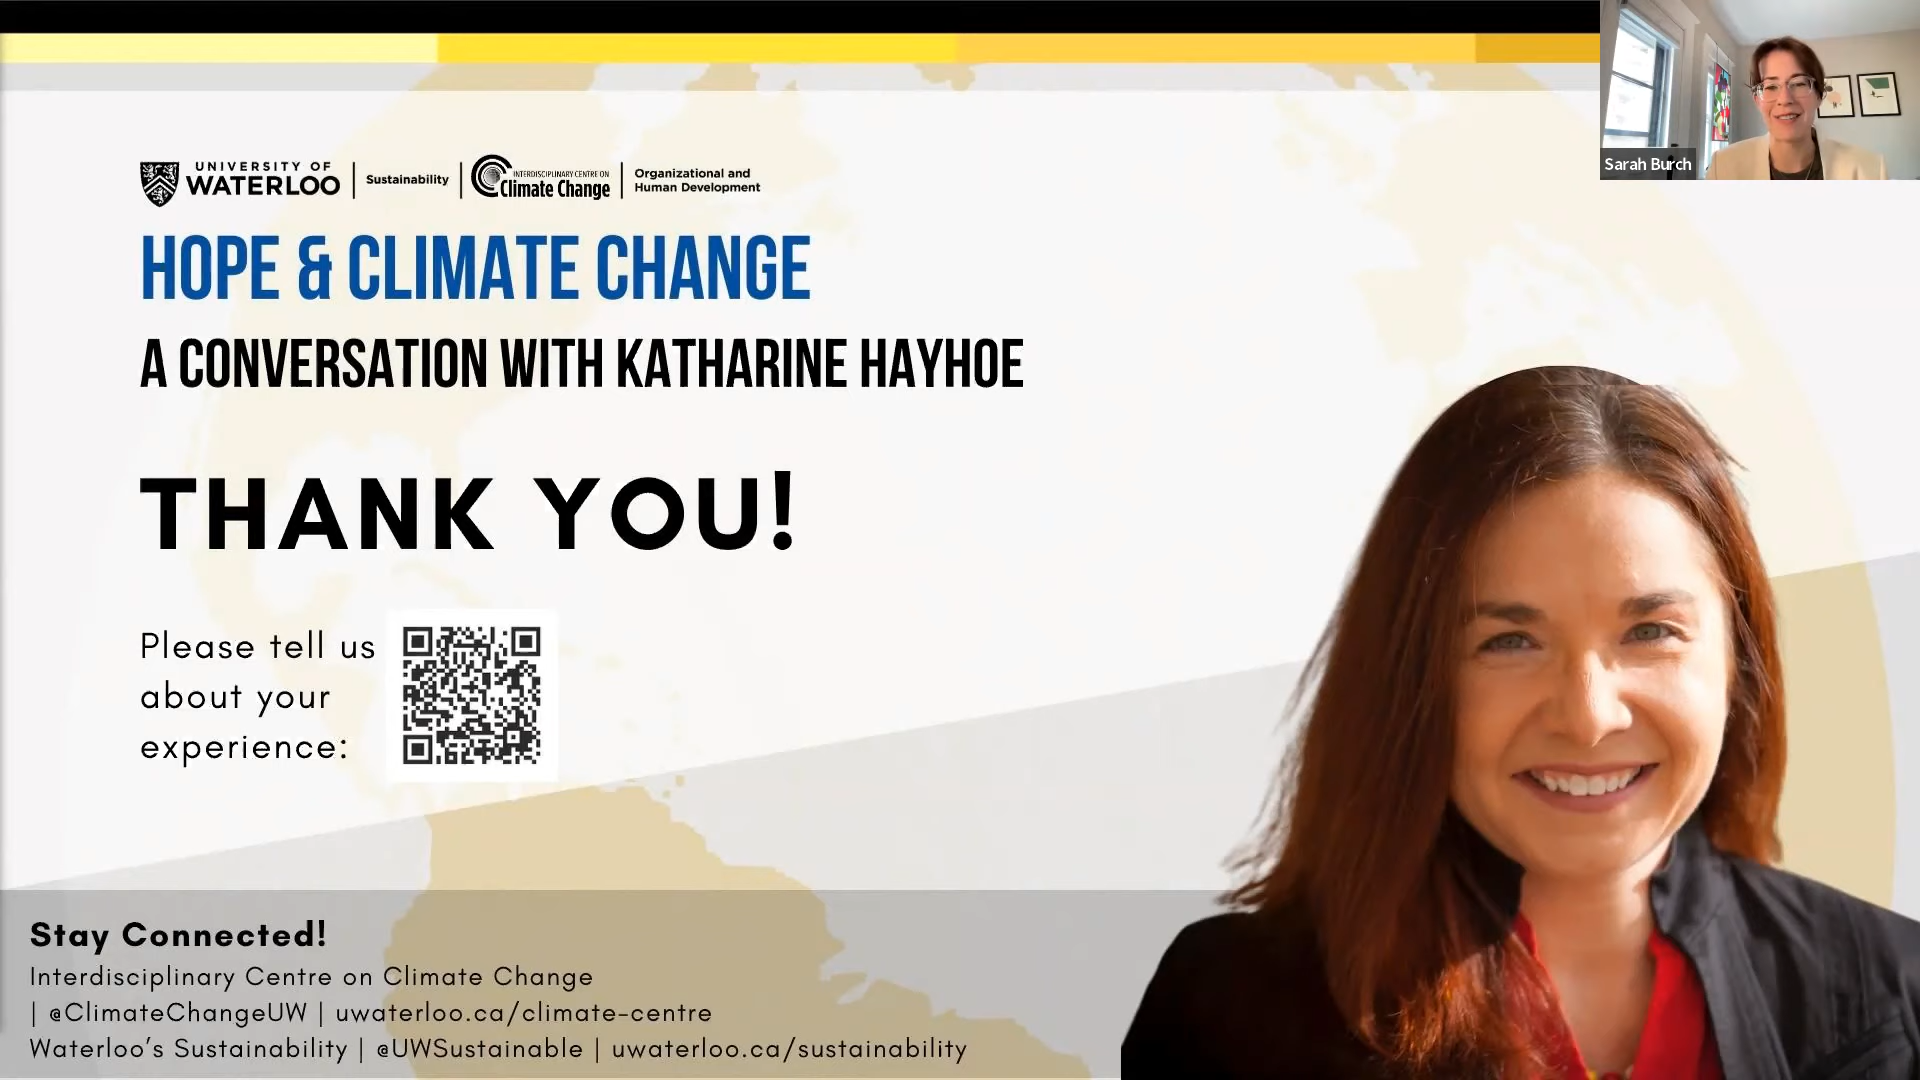 UNIVERSITY OF
WATERLOO
Sustainability
INTERDISCIPLINARY CENTRE ON
Climate Change
Organizational and
Human Development
Sarah Burch
HOPE & CLIMATE CHANGE
A CONVERSATION WITH KATHARINE HAYHOE
THANK YOU!
Please tell us
about your
experience:
Stay Connected!
Interdisciplinary Centre on Climate Change
| @ClimateChangeUW | uwaterloo.ca/climate-centre
Waterloo's Sustainability | @UWSustainable | uwaterloo.ca/sustainability